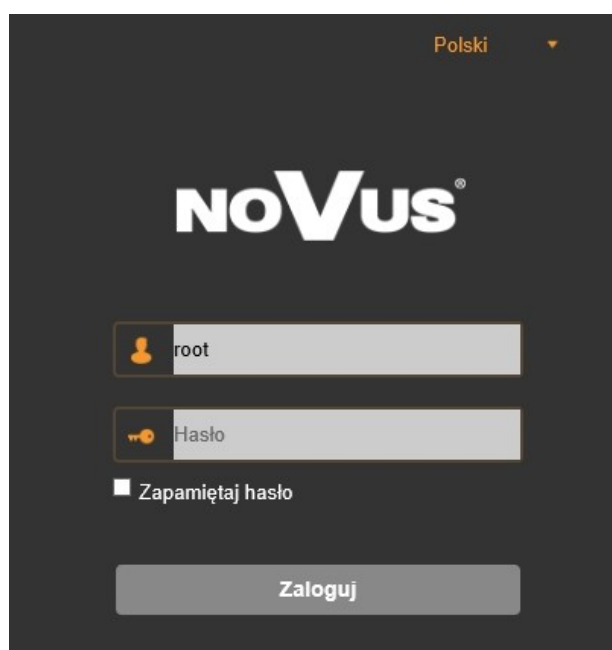 Polski
NOVUS®
root
Hasło
Zapamiętaj hasło
Zaloguj